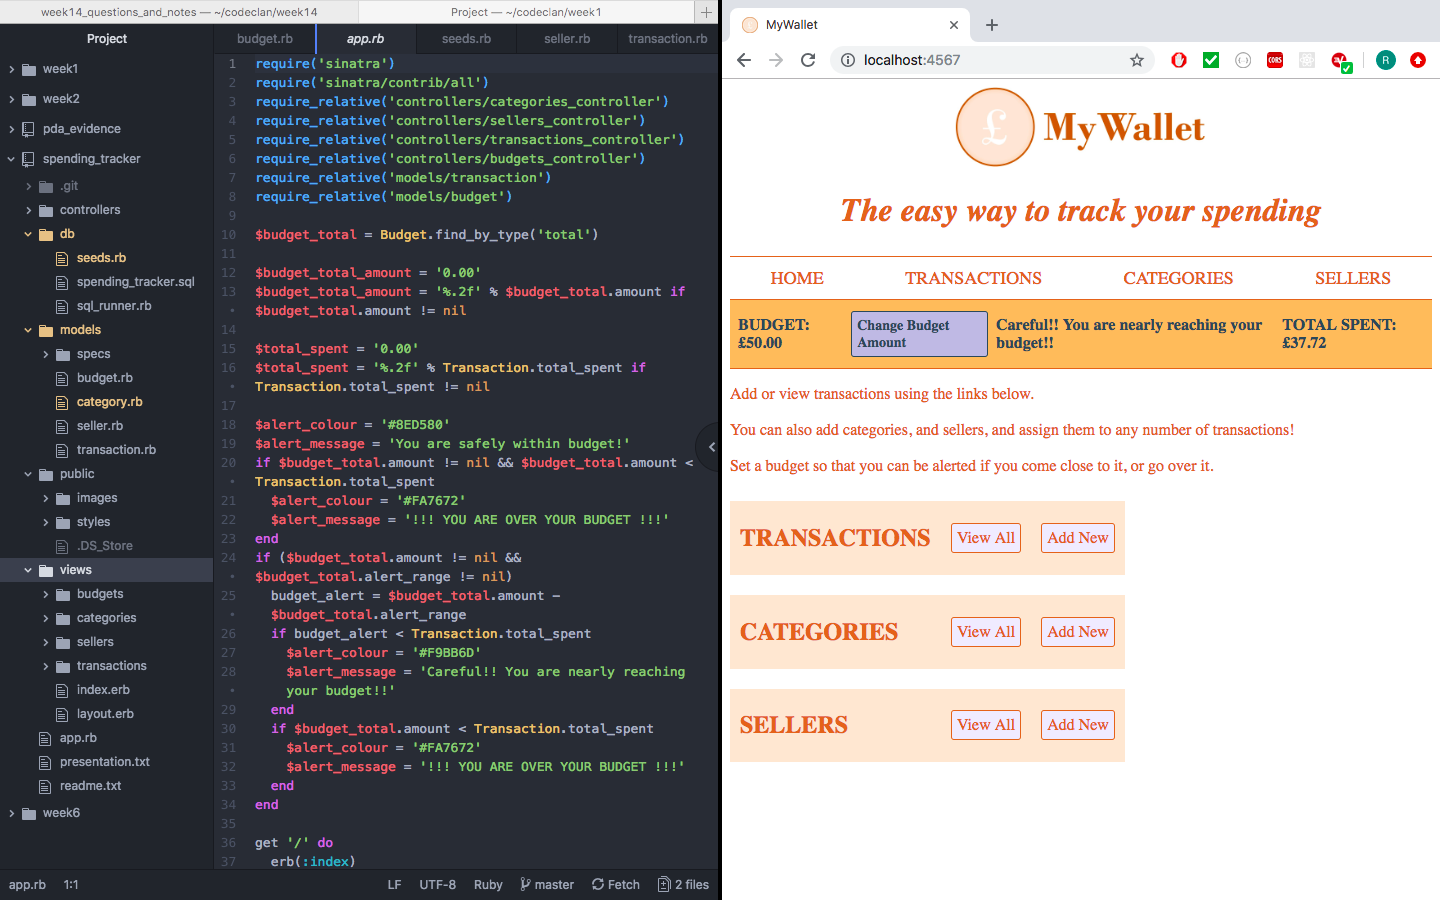 week14_questions_and_notes — ~/codeclan/week14
Project — ~/codeclan/week1
Project
week1
week2
pda_evidence
spending_tracker
.git
controllers
db
seeds.rb
spending_tracker.sql
sql_runner.rb
models
specs
budget.rb
category.rb
seller.rb
transaction.rb
public
images
styles
.DS_Store
views
budgets
categories
sellers
transactions
index.erb
layout.erb
app.rb
presentation.txt
readme.txt
week6
budget.rb
app.rb
seeds.rb
seller.rb
transaction.rb
1 require('sinatra')
2 require('sinatra/contrib/all')
3 require_relative('controllers/categories_controller')
4 require_relative('controllers/sellers_controller')
5 require_relative('controllers/transactions_controller')
6 require_relative('controllers/budgets_controller')
7 require_relative('models/transaction')
8 require_relative('models/budget')
9
10 $budget_total = Budget.find_by_type('total')
11
12 $budget_total_amount = '0.00'
13 $budget_total_amount = '%.2f' % $budget_total.amount if
• $budget_total.amount != nil
14
15 $total_spent = '0.00'
16 $total_spent = '%.2f' % Transaction.total_spent if
• Transaction.total_spent != nil
17
18 $alert_colour = '#8ED580'
19 $alert_message = 'You are safely within budget!'
20 if $budget_total.amount != nil && $budget_total.amount <
• Transaction.total_spent
21 $alert_colour = '#FA7672'
22 $alert_message = '!!! YOU ARE OVER YOUR BUDGET !!!'
23 end
24 if ($budget_total.amount != nil &&
• $budget_total.alert_range != nil)
25 budget_alert = $budget_total.amount -
• $budget_total.alert_range
26 if budget_alert < Transaction.total_spent
27 $alert_colour = '#F9BB6D'
28 $alert_message = 'Careful!! You are nearly reaching
• your budget!!'
29 end
30 if $budget_total.amount < Transaction.total_spent
31 $alert_colour = '#FA7672'
32 $alert_message = '!!! YOU ARE OVER YOUR BUDGET !!!'
33 end
34 end
35
36 get '/' do
37 erb(:index)
app.rb 1:1
LF UTF-8 Ruby master Fetch 2 files
MyWallet
localhost:4567
CORS
R
£ MyWallet
The easy way to track your spending
HOME TRANSACTIONS CATEGORIES SELLERS
BUDGET:
£50.00
Change Budget
Amount
Careful!! You are nearly reaching your
budget!!
TOTAL SPENT:
£37.72
Add or view transactions using the links below.
You can also add categories, and sellers, and assign them to any number of transactions!
Set a budget so that you can be alerted if you come close to it, or go over it.
TRANSACTIONS View All Add New
CATEGORIES View All Add New
SELLERS View All Add New